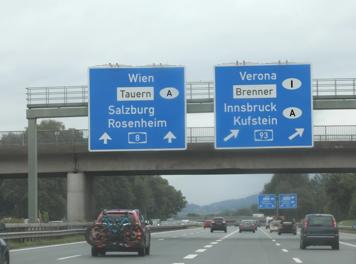 Wien
Tauern A
Salzburg
Rosenheim
8
Verona I
Brenner
Innsbruck A
Kufstein
93